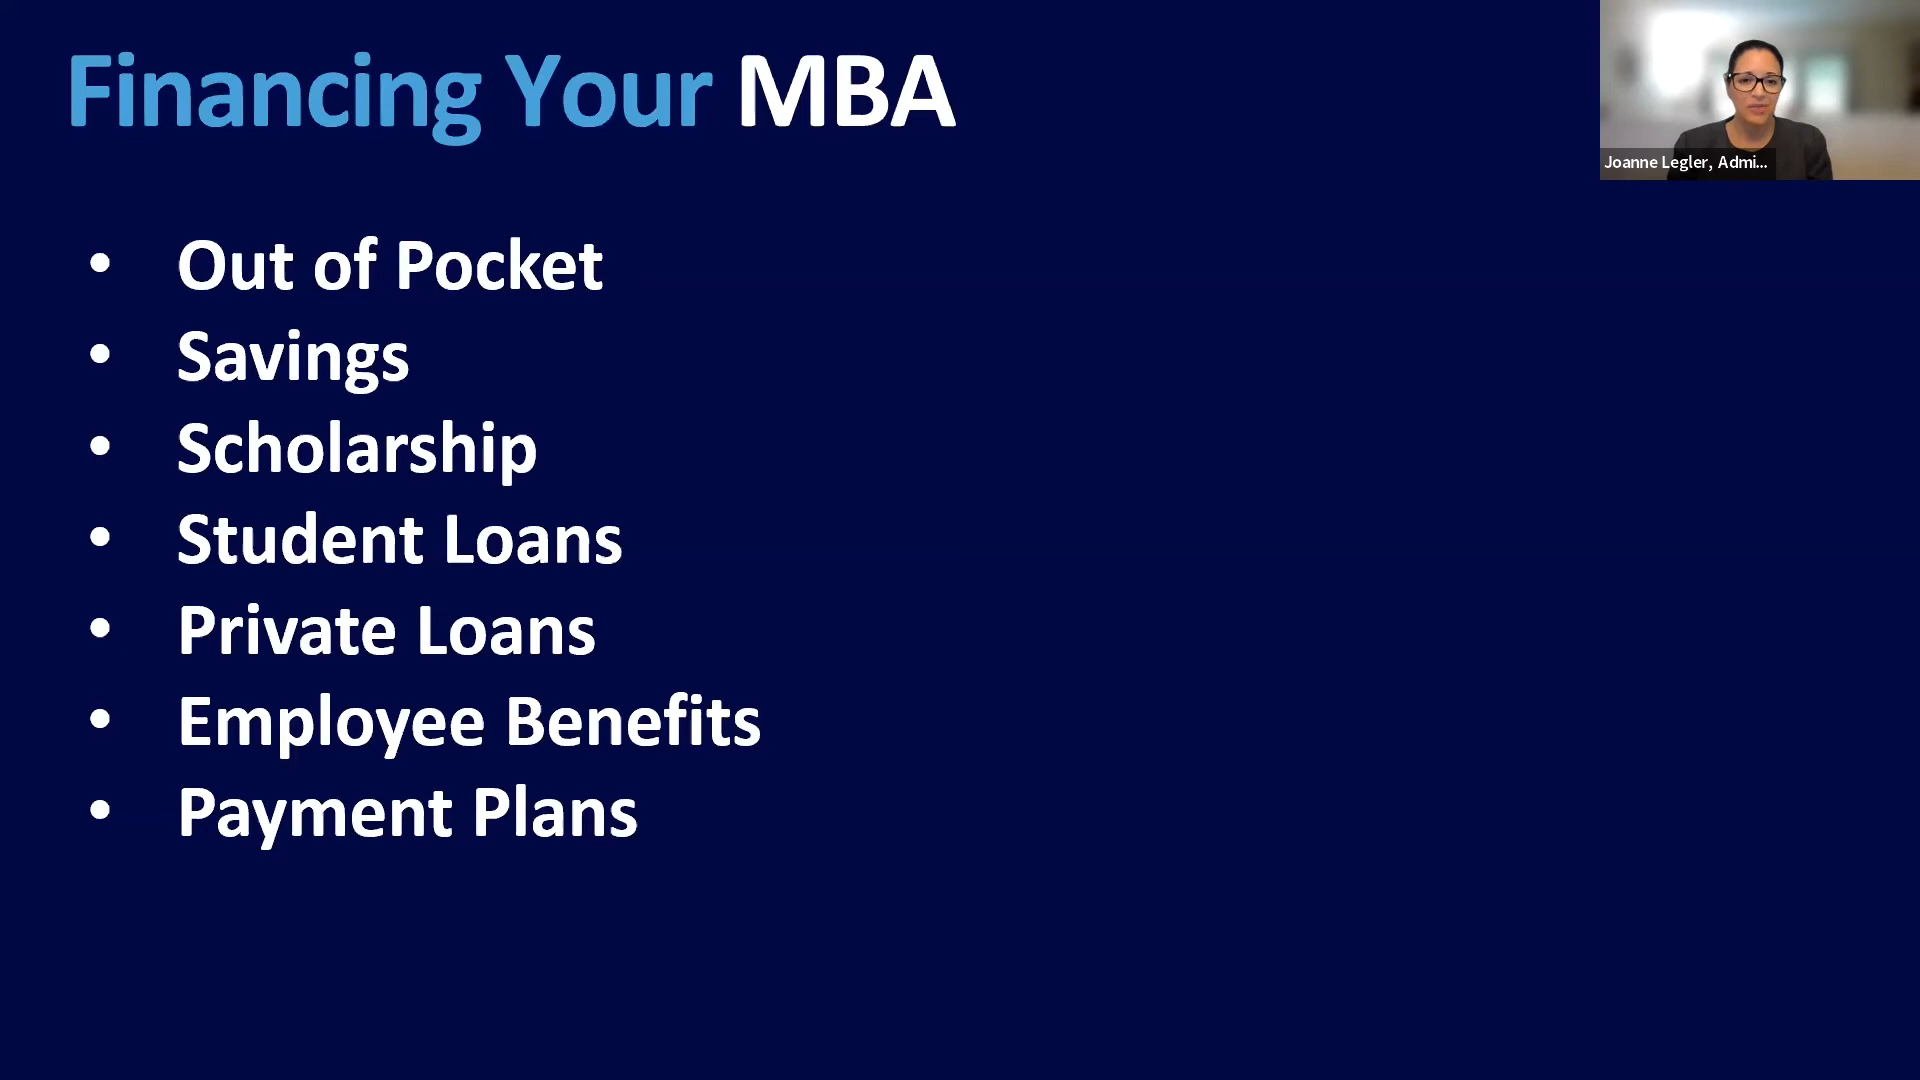 Financing Your MBA
Joanne Legler, Admi...
• Out of Pocket
• Savings
• Scholarship
• Student Loans
• Private Loans
• Employee Benefits
• Payment Plans